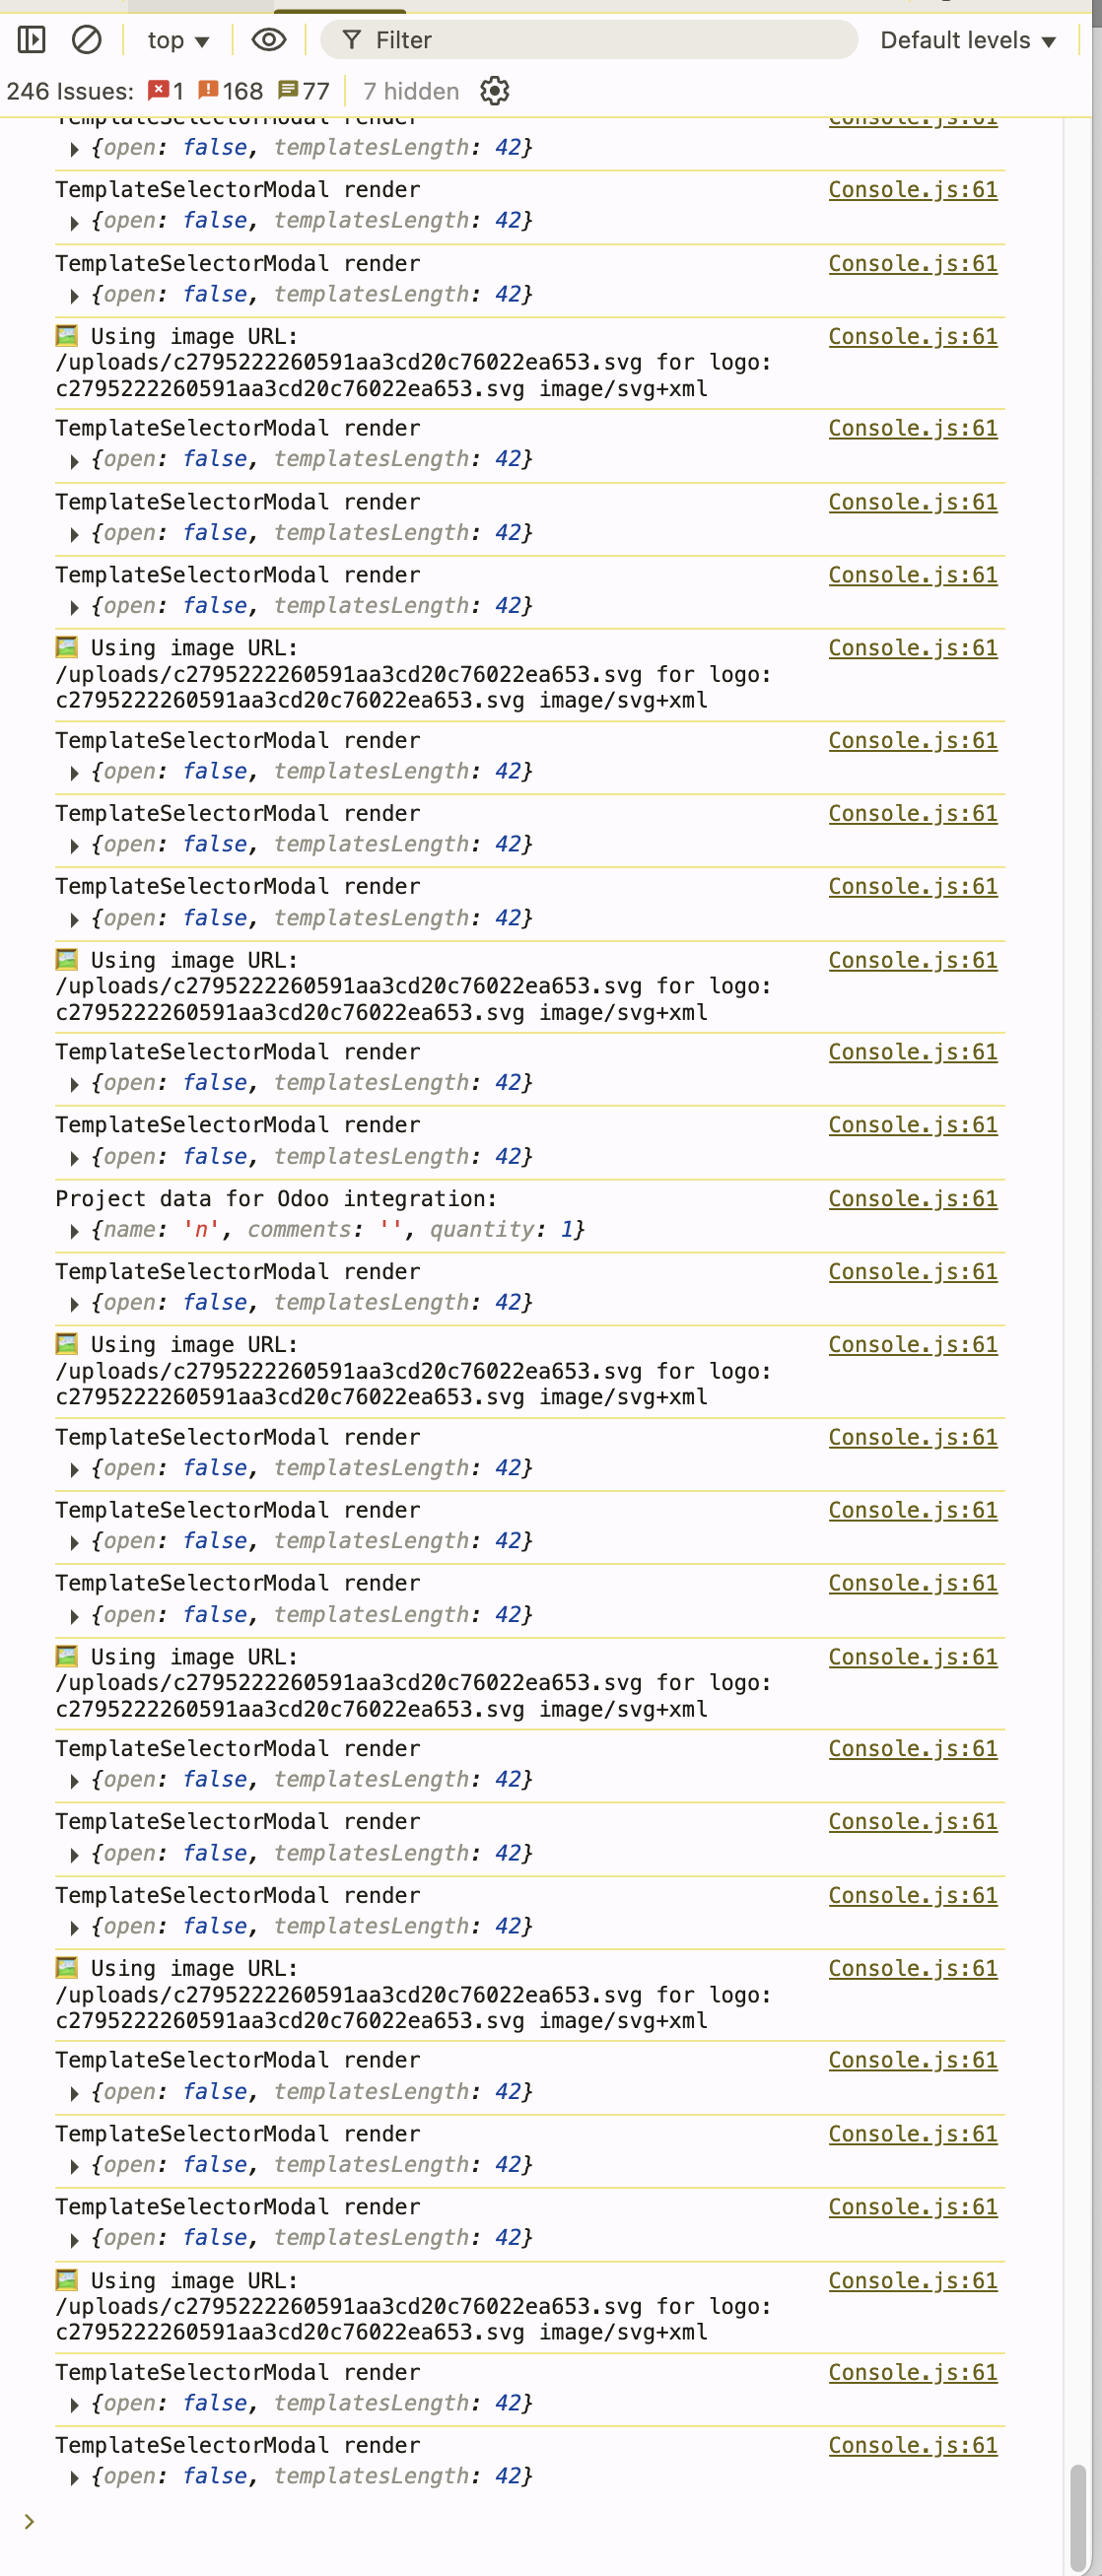 top ▼
Filter
Default levels ▼
246 Issues: 1 168 77 7 hidden
TemplateSelectorModal render Console.js:61
{open: false, templatesLength: 42}
TemplateSelectorModal render Console.js:61
{open: false, templatesLength: 42}
TemplateSelectorModal render Console.js:61
{open: false, templatesLength: 42}
🖼️ Using image URL: Console.js:61
/uploads/c2795222260591aa3cd20c76022ea653.svg for logo:
c2795222260591aa3cd20c76022ea653.svg image/svg+xml
TemplateSelectorModal render Console.js:61
{open: false, templatesLength: 42}
TemplateSelectorModal render Console.js:61
{open: false, templatesLength: 42}
TemplateSelectorModal render Console.js:61
{open: false, templatesLength: 42}
🖼️ Using image URL: Console.js:61
/uploads/c2795222260591aa3cd20c76022ea653.svg for logo:
c2795222260591aa3cd20c76022ea653.svg image/svg+xml
TemplateSelectorModal render Console.js:61
{open: false, templatesLength: 42}
TemplateSelectorModal render Console.js:61
{open: false, templatesLength: 42}
TemplateSelectorModal render Console.js:61
{open: false, templatesLength: 42}
🖼️ Using image URL: Console.js:61
/uploads/c2795222260591aa3cd20c76022ea653.svg for logo:
c2795222260591aa3cd20c76022ea653.svg image/svg+xml
TemplateSelectorModal render Console.js:61
{open: false, templatesLength: 42}
TemplateSelectorModal render Console.js:61
{open: false, templatesLength: 42}
Project data for Odoo integration: Console.js:61
{name: 'n', comments: '', quantity: 1}
TemplateSelectorModal render Console.js:61
{open: false, templatesLength: 42}
🖼️ Using image URL: Console.js:61
/uploads/c2795222260591aa3cd20c76022ea653.svg for logo:
c2795222260591aa3cd20c76022ea653.svg image/svg+xml
TemplateSelectorModal render Console.js:61
{open: false, templatesLength: 42}
TemplateSelectorModal render Console.js:61
{open: false, templatesLength: 42}
TemplateSelectorModal render Console.js:61
{open: false, templatesLength: 42}
🖼️ Using image URL: Console.js:61
/uploads/c2795222260591aa3cd20c76022ea653.svg for logo:
c2795222260591aa3cd20c76022ea653.svg image/svg+xml
TemplateSelectorModal render Console.js:61
{open: false, templatesLength: 42}
TemplateSelectorModal render Console.js:61
{open: false, templatesLength: 42}
TemplateSelectorModal render Console.js:61
{open: false, templatesLength: 42}
🖼️ Using image URL: Console.js:61
/uploads/c2795222260591aa3cd20c76022ea653.svg for logo:
c2795222260591aa3cd20c76022ea653.svg image/svg+xml
TemplateSelectorModal render Console.js:61
{open: false, templatesLength: 42}
TemplateSelectorModal render Console.js:61
{open: false, templatesLength: 42}
TemplateSelectorModal render Console.js:61
{open: false, templatesLength: 42}
🖼️ Using image URL: Console.js:61
/uploads/c2795222260591aa3cd20c76022ea653.svg for logo:
c2795222260591aa3cd20c76022ea653.svg image/svg+xml
TemplateSelectorModal render Console.js:61
{open: false, templatesLength: 42}
TemplateSelectorModal render Console.js:61
{open: false, templatesLength: 42}